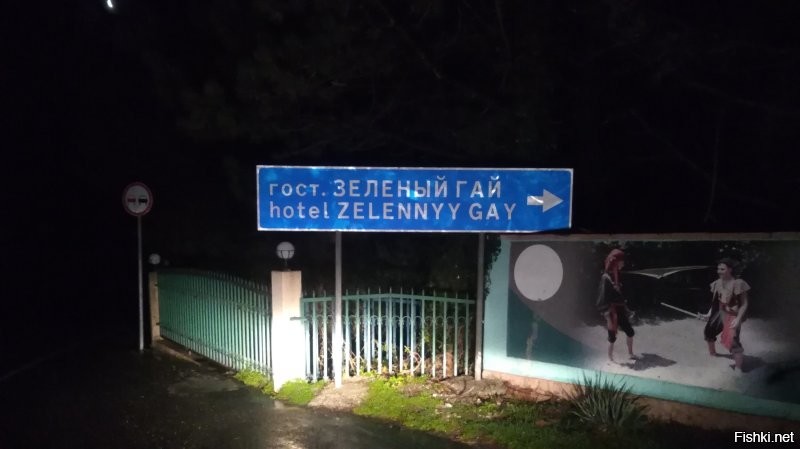 гост. ЗЕЛЕНЫЙ ГАЙ
hotel ZELENNYY GAY
Fishki.net